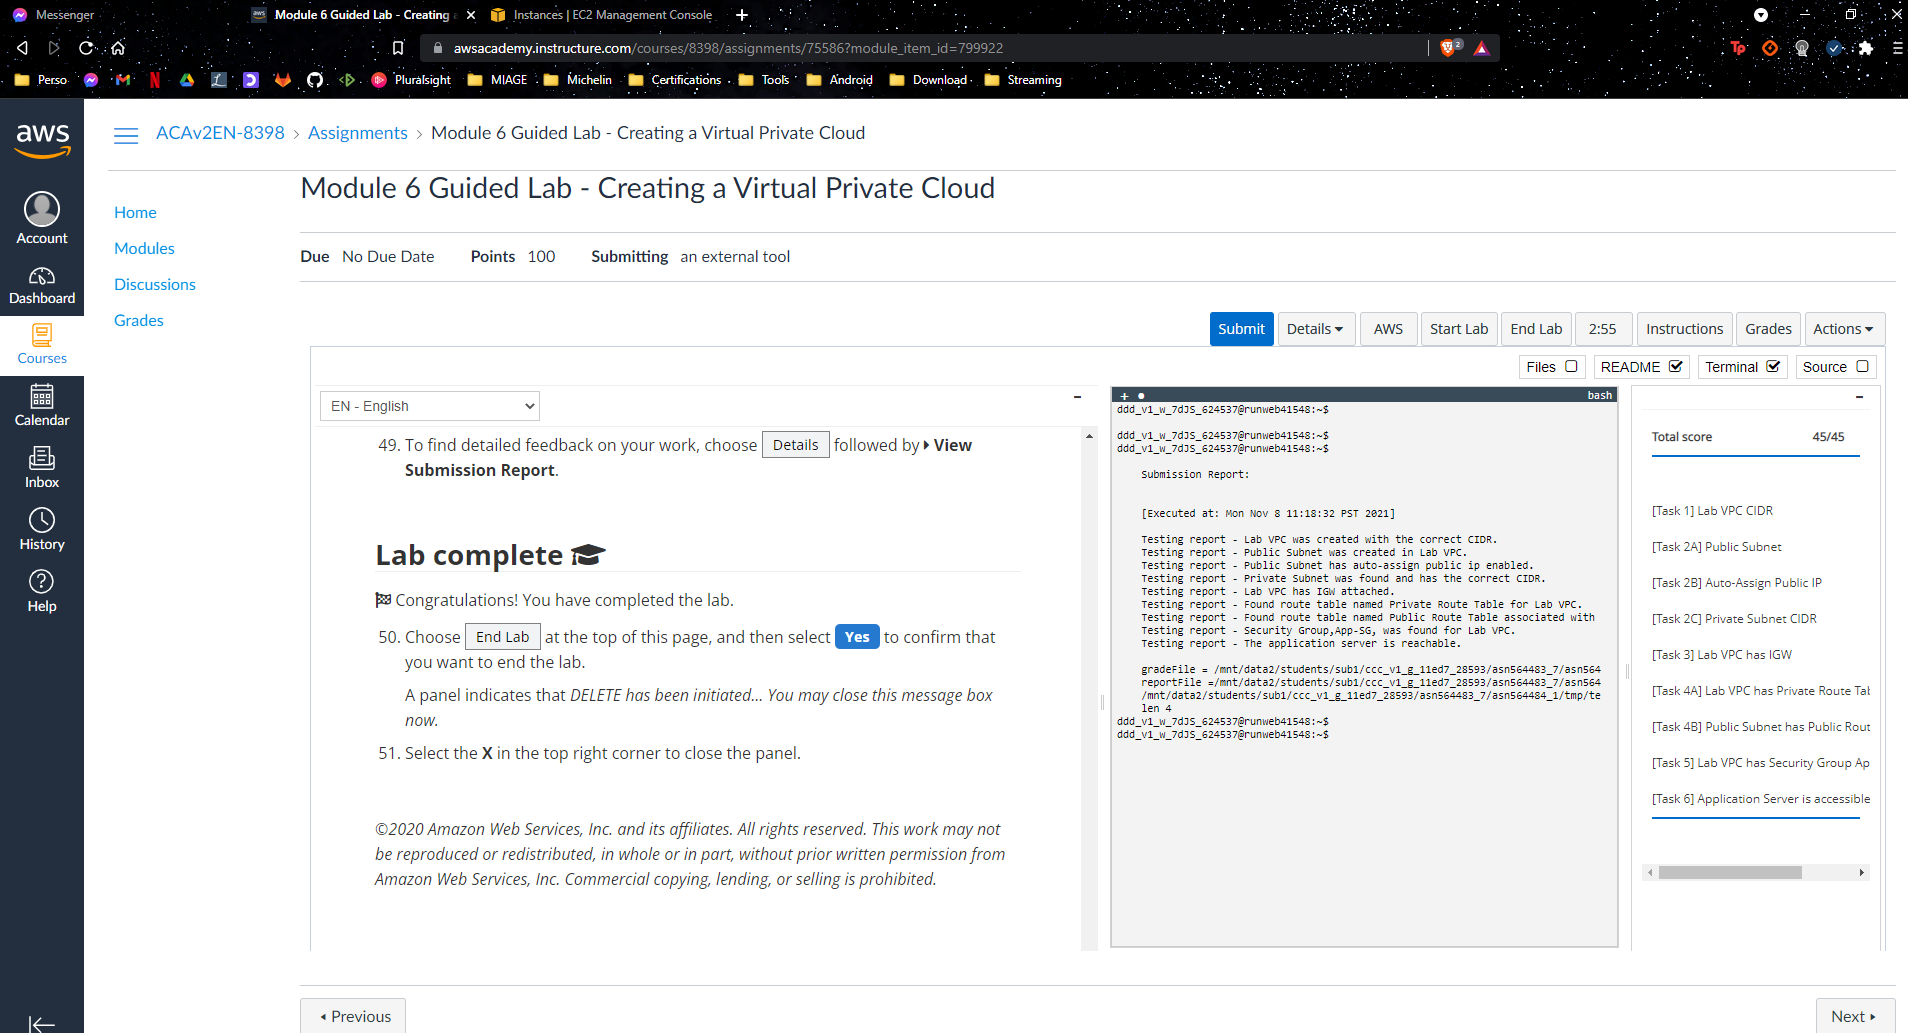 Messenger
aws
Module 6 Guided Lab - Creating
Instances | EC2 Management Console
awsacademy.instructure.com/courses/8398/assignments/75586?module_item_id=799922
2
Tp
Perso
Pluralsight
MIAGE
Michelin
Certifications
Tools
Android
Download
Streaming
aws
Account
Dashboard
Courses
Calendar
Inbox
History
Help
ACAv2EN-8398 › Assignments › Module 6 Guided Lab - Creating a Virtual Private Cloud
Home
Modules
Discussions
Grades
Module 6 Guided Lab - Creating a Virtual Private Cloud
Due No Due Date Points 100 Submitting an external tool
Submit Details AWS Start Lab End Lab 2:55 Instructions Grades Actions
Files README Terminal Source
EN - English
49. To find detailed feedback on your work, choose Details followed by View
Submission Report.
Lab complete
Congratulations! You have completed the lab.
50. Choose End Lab at the top of this page, and then select Yes to confirm that
you want to end the lab.
A panel indicates that DELETE has been initiated... You may close this message box
now.
51. Select the X in the top right corner to close the panel.
©2020 Amazon Web Services, Inc. and its affiliates. All rights reserved. This work may not
be reproduced or redistributed, in whole or in part, without prior written permission from
Amazon Web Services, Inc. Commercial copying, lending, or selling is prohibited.
bash
ddd_v1_w_7dJS_624537@runweb41548:~$
ddd_v1_w_7dJS_624537@runweb41548:~$
ddd_v1_w_7dJS_624537@runweb41548:~$
Submission Report:
[Executed at: Mon Nov 8 11:18:32 PST 2021]
Testing report - Lab VPC was created with the correct CIDR.
Testing report - Public Subnet was created in Lab VPC.
Testing report - Public Subnet has auto-assign public ip enabled.
Testing report - Private Subnet was found and has the correct CIDR.
Testing report - Lab VPC has IGW attached.
Testing report - Found route table named Private Route Table for Lab VPC.
Testing report - Found route table named Public Route Table associated with
Testing report - Security Group,App-SG, was found for Lab VPC.
Testing report - The application server is reachable.
gradeFile = /mnt/data2/students/sub1/ccc_v1_g_11ed7_28593/asn564483_7/asn564
reportFile =/mnt/data2/students/sub1/ccc_v1_g_11ed7_28593/asn564483_7/asn564
/mnt/data2/students/sub1/ccc_v1_g_11ed7_28593/asn564483_7/asn564484_1/tmp/te
len 4
ddd_v1_w_7dJS_624537@runweb41548:~$
ddd_v1_w_7dJS_624537@runweb41548:~$
Total score 45/45
[Task 1] Lab VPC CIDR
[Task 2A] Public Subnet
[Task 2B] Auto-Assign Public IP
[Task 2C] Private Subnet CIDR
[Task 3] Lab VPC has IGW
[Task 4A] Lab VPC has Private Route Tab
[Task 4B] Public Subnet has Public Rout
[Task 5] Lab VPC has Security Group Ap
[Task 6] Application Server is accessible
Previous
Next